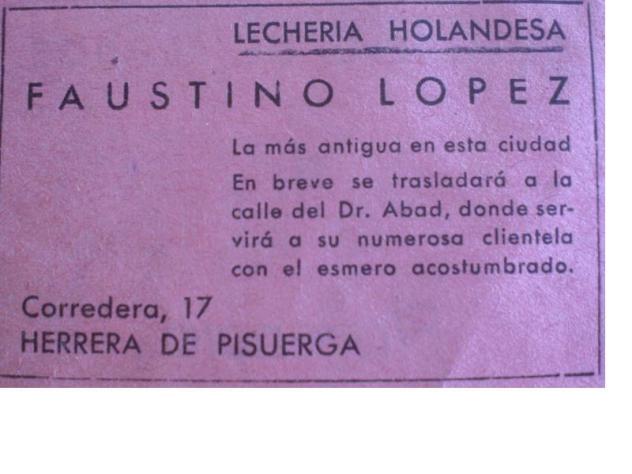 LECHERIA HOLANDESA
FAUSTINO LOPEZ
La más antigua en esta ciudad
En breve se trasladará a la
calle del Dr. Abad, donde ser-
virá a su numerosa clientela
con el esmero acostumbrado.
Corredera, 17
HERRERA DE PISUERGA